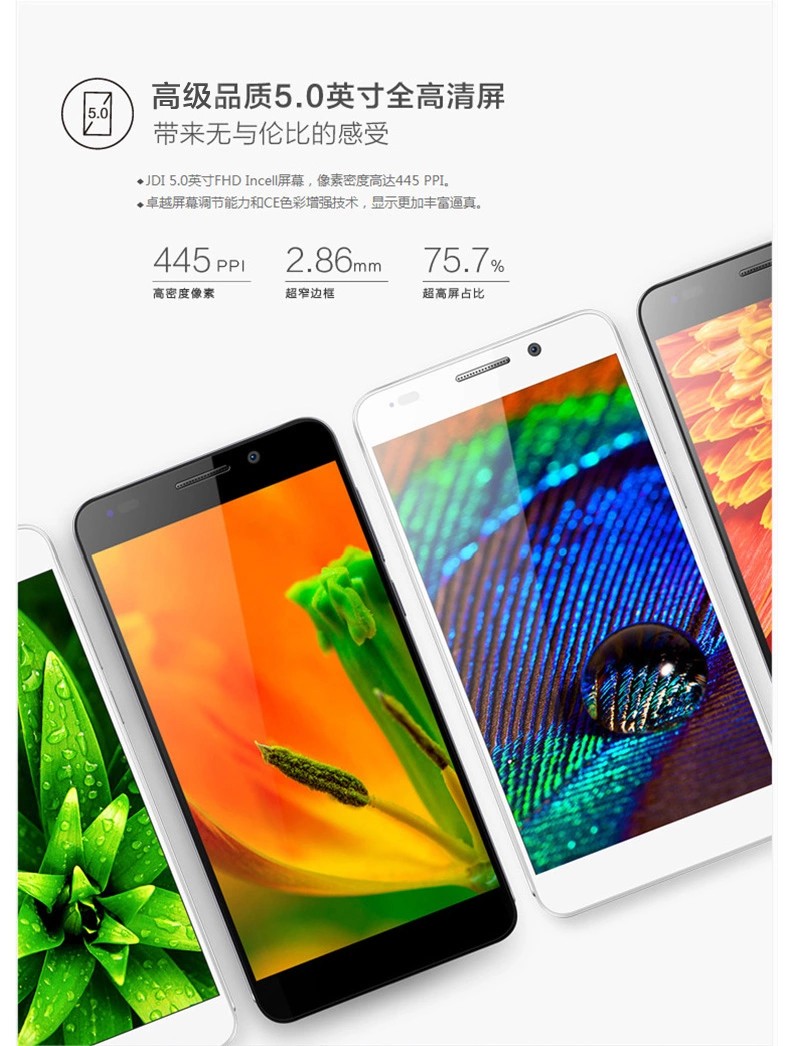 5.0
高级品质5.0英寸全高清屏
带来无与伦比的感受
◆JDI 5.0英寸FHD Incell屏幕，像素密度高达445 PPI。
◆卓越屏幕调节能力和CE色彩增强技术，显示更加丰富逼真。
445 PPI 2.86mm 75.7%
高密度像素 超窄边框 超高屏占比